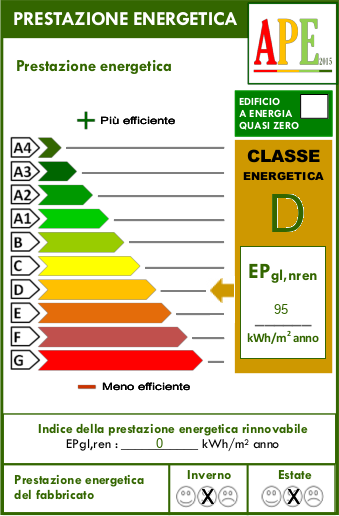 PRESTAZIONE ENERGETICA
APE 2015
Prestazione energetica
Più efficiente
EDIFICIO
A ENERGIA
QUASI ZERO
A4
A3
A2
A1
B
C
D
E
F
G
CLASSE
ENERGETICA
D
EPgl,nren
95
kWh/m² anno
Meno efficiente
Indice della prestazione energetica rinnovabile
EPgl,ren : 0 kWh/m² anno
Prestazione energetica
del fabbricato
Inverno
X
Estate
X